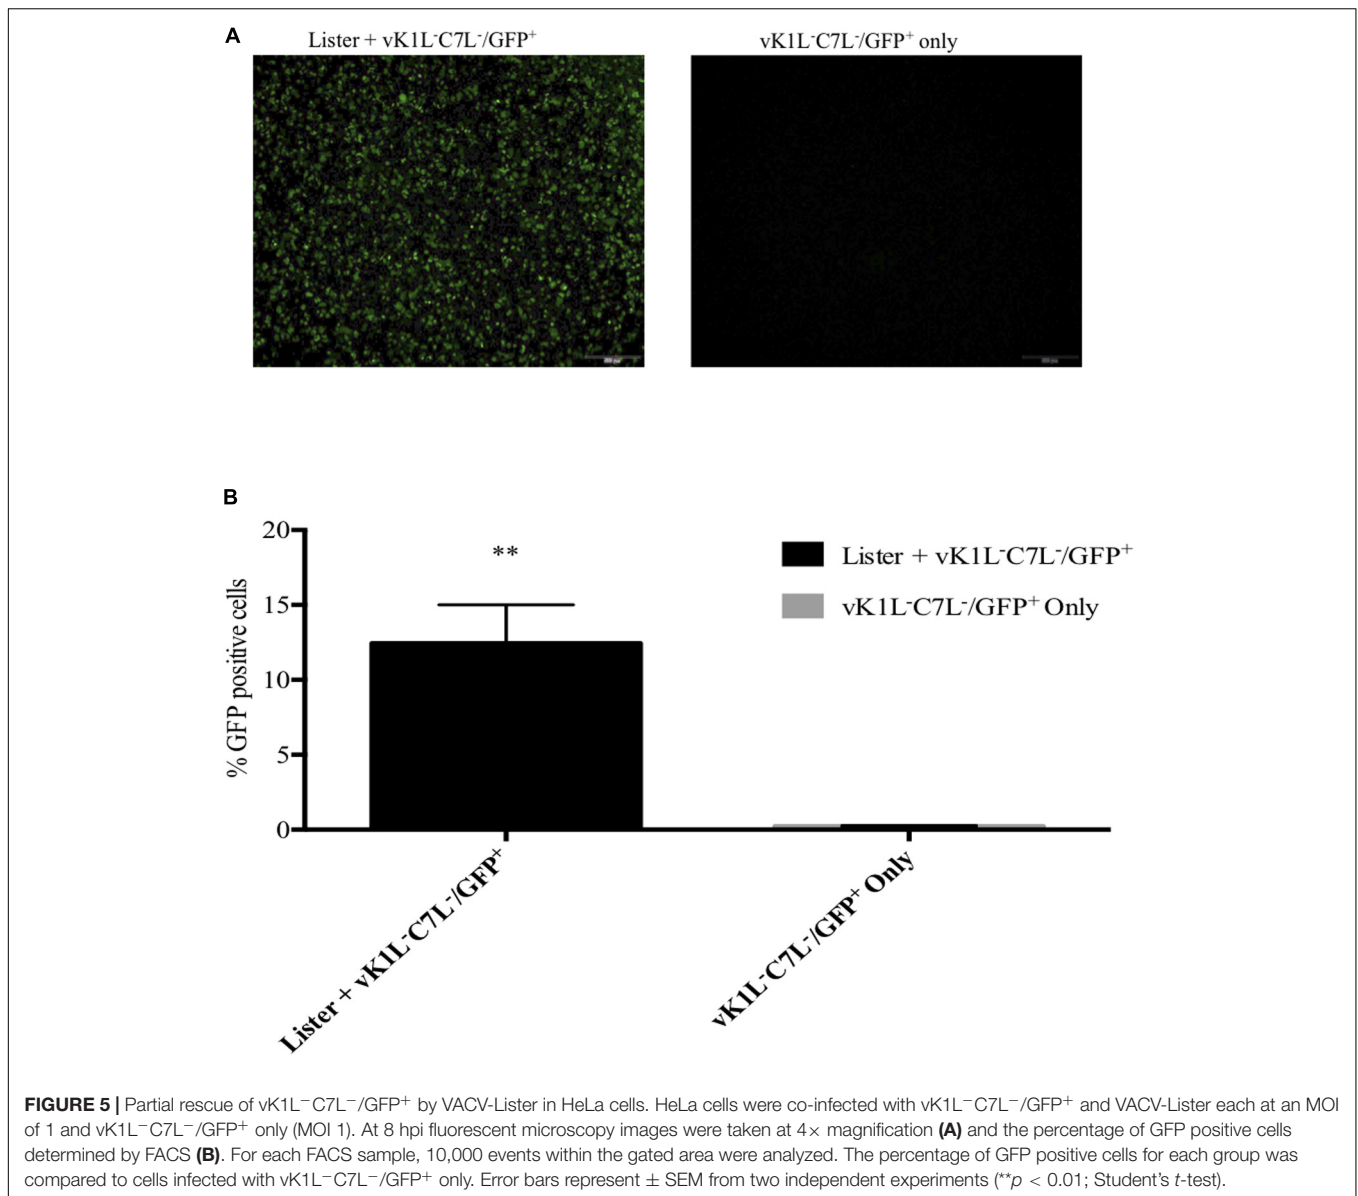 A
Lister + vK1L⁻C7L⁻/GFP⁺
vK1L⁻C7L⁻/GFP⁺ only
B
20
15
10
5
0
% GFP positive cells
**
Lister + vK1L⁻C7L⁻/GFP⁺
vK1L⁻C7L⁻/GFP⁺ Only
Lister + vK1L⁻C7L⁻/GFP⁺
vK1L⁻C7L⁻/GFP⁺ Only
FIGURE 5 | Partial rescue of vK1L⁻C7L⁻/GFP⁺ by VACV-Lister in HeLa cells. HeLa cells were co-infected with vK1L⁻C7L⁻/GFP⁺ and VACV-Lister each at an MOI
of 1 and vK1L⁻C7L⁻/GFP⁺ only (MOI 1). At 8 hpi fluorescent microscopy images were taken at 4× magnification (A) and the percentage of GFP positive cells
determined by FACS (B). For each FACS sample, 10,000 events within the gated area were analyzed. The percentage of GFP positive cells for each group was
compared to cells infected with vK1L⁻C7L⁻/GFP⁺ only. Error bars represent ± SEM from two independent experiments (**p < 0.01; Student's t-test).